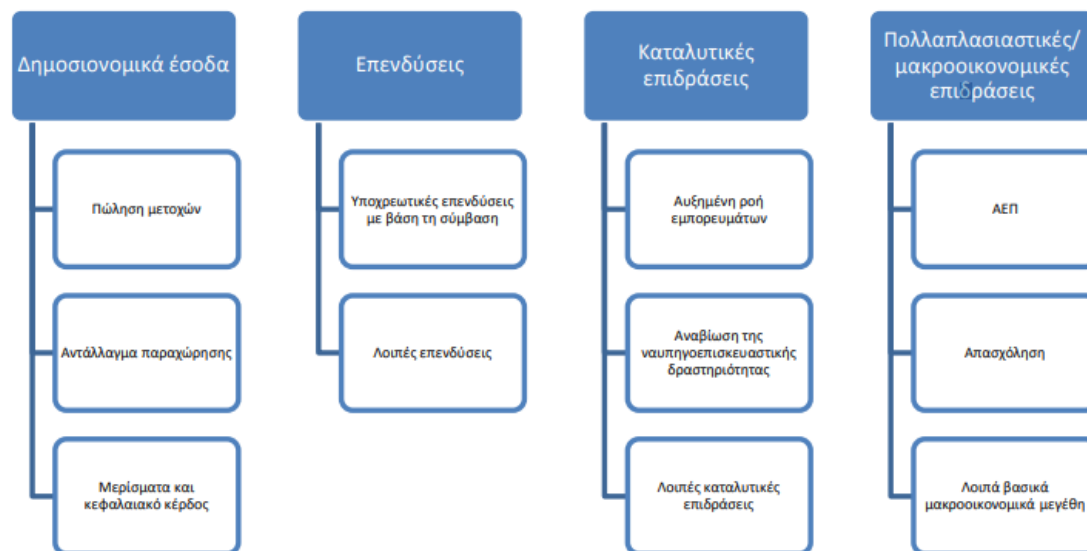 Δημοσιονομικά έσοδα
Πώληση μετοχών
Αντάλλαγμα παραχώρησης
Μερίσματα και
κεφαλαιακό κέρδος
Επενδύσεις
Υποχρεωτικές επενδύσεις
με βάση τη σύμβαση
Λοιπές επενδύσεις
Καταλυτικές
επιδράσεις
Αυξημένη ροή
εμπορευμάτων
Αναβίωση της
ναυπηγοεπισκευαστικής
δραστηριότητας
Λοιπές καταλυτικές
επιδράσεις
Πολλαπλασιαστικές/
μακροοικονομικές
επιδράσεις
ΑΕΠ
Απασχόληση
Λοιπά βασικά
μακροοικονομικά μεγέθη